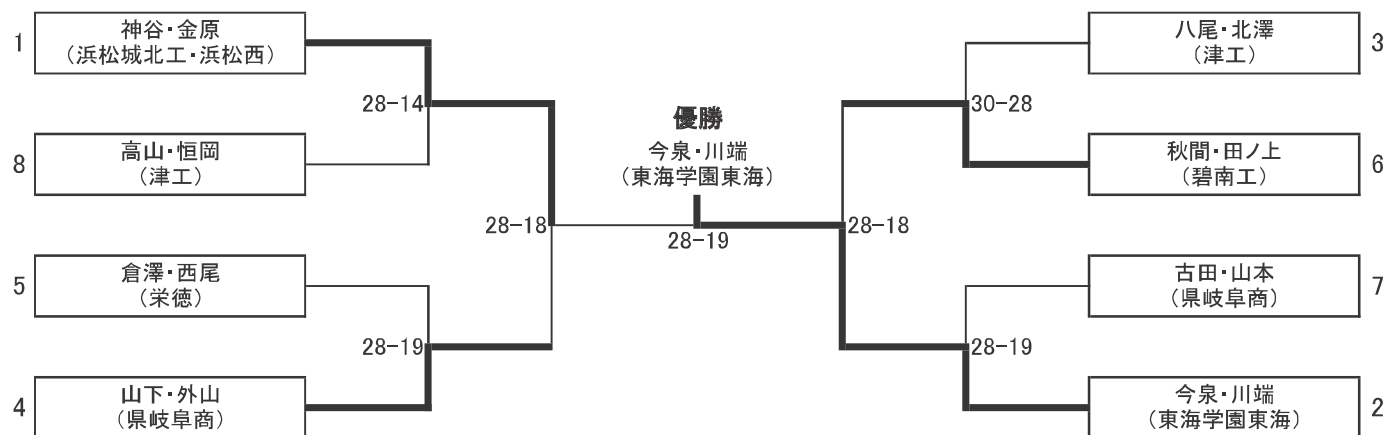 1
神谷・金原
(浜松城北工・浜松西)
28-14
8
高山・恒岡
(津工)
28-18
5
倉澤・西尾
(栄徳)
28-19
4
山下・外山
(県岐阜商)
優勝
今泉・川端
(東海学園東海)
28-19
八尾・北澤
(津工)
3
30-28
秋間・田ノ上
(碧南工)
6
28-18
古田・山本
(県岐阜商)
7
28-19
今泉・川端
(東海学園東海)
2